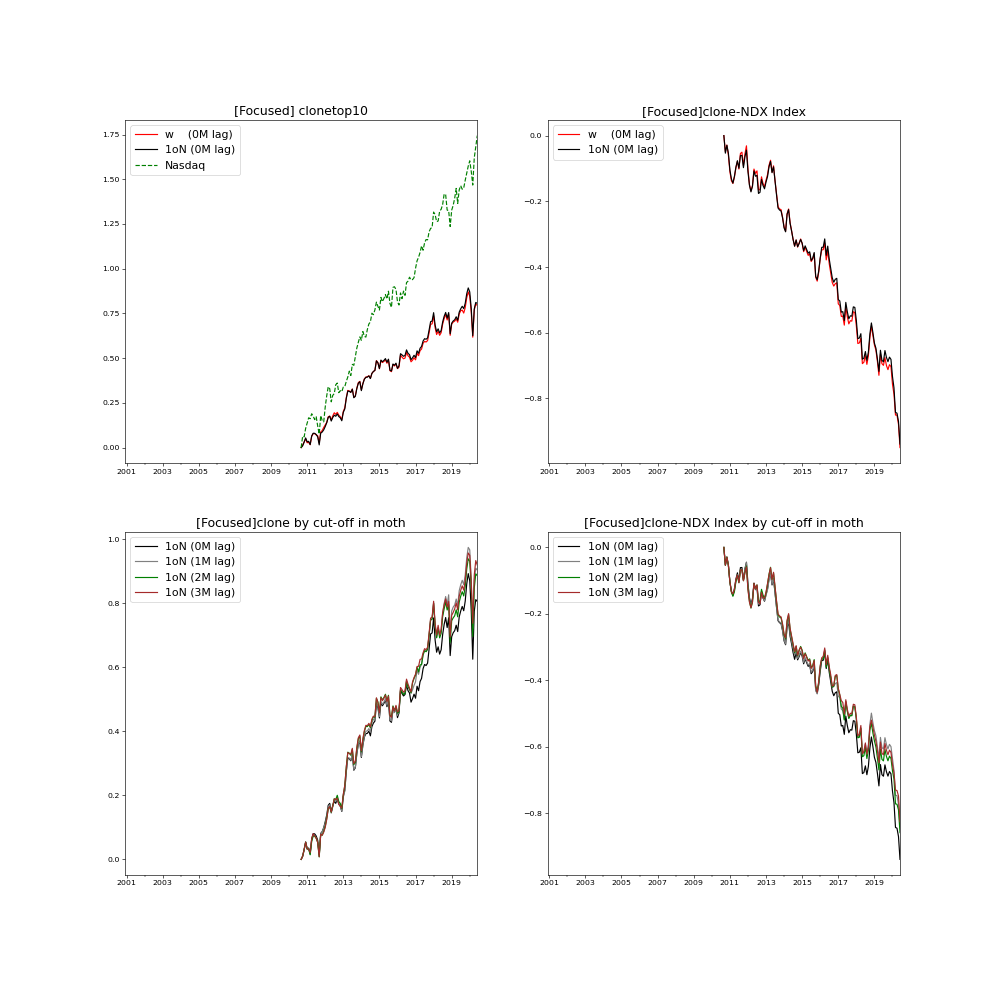 [Focused] clonetop10
w (0M lag)
1oN (0M lag)
Nasdaq
1.75
1.50
1.25
1.00
0.75
0.50
0.25
0.00
2001 2003 2005 2007 2009 2011 2013 2015 2017 2019
[Focused]clone-NDX Index
w (0M lag)
1oN (0M lag)
0.0
−0.2
−0.4
−0.6
−0.8
2001 2003 2005 2007 2009 2011 2013 2015 2017 2019
[Focused]clone by cut-off in moth
1oN (0M lag)
1oN (1M lag)
1oN (2M lag)
1oN (3M lag)
1.0
0.8
0.6
0.4
0.2
0.0
2001 2003 2005 2007 2009 2011 2013 2015 2017 2019
[Focused]clone-NDX Index by cut-off in moth
1oN (0M lag)
1oN (1M lag)
1oN (2M lag)
1oN (3M lag)
0.0
−0.2
−0.4
−0.6
−0.8
2001 2003 2005 2007 2009 2011 2013 2015 2017 2019